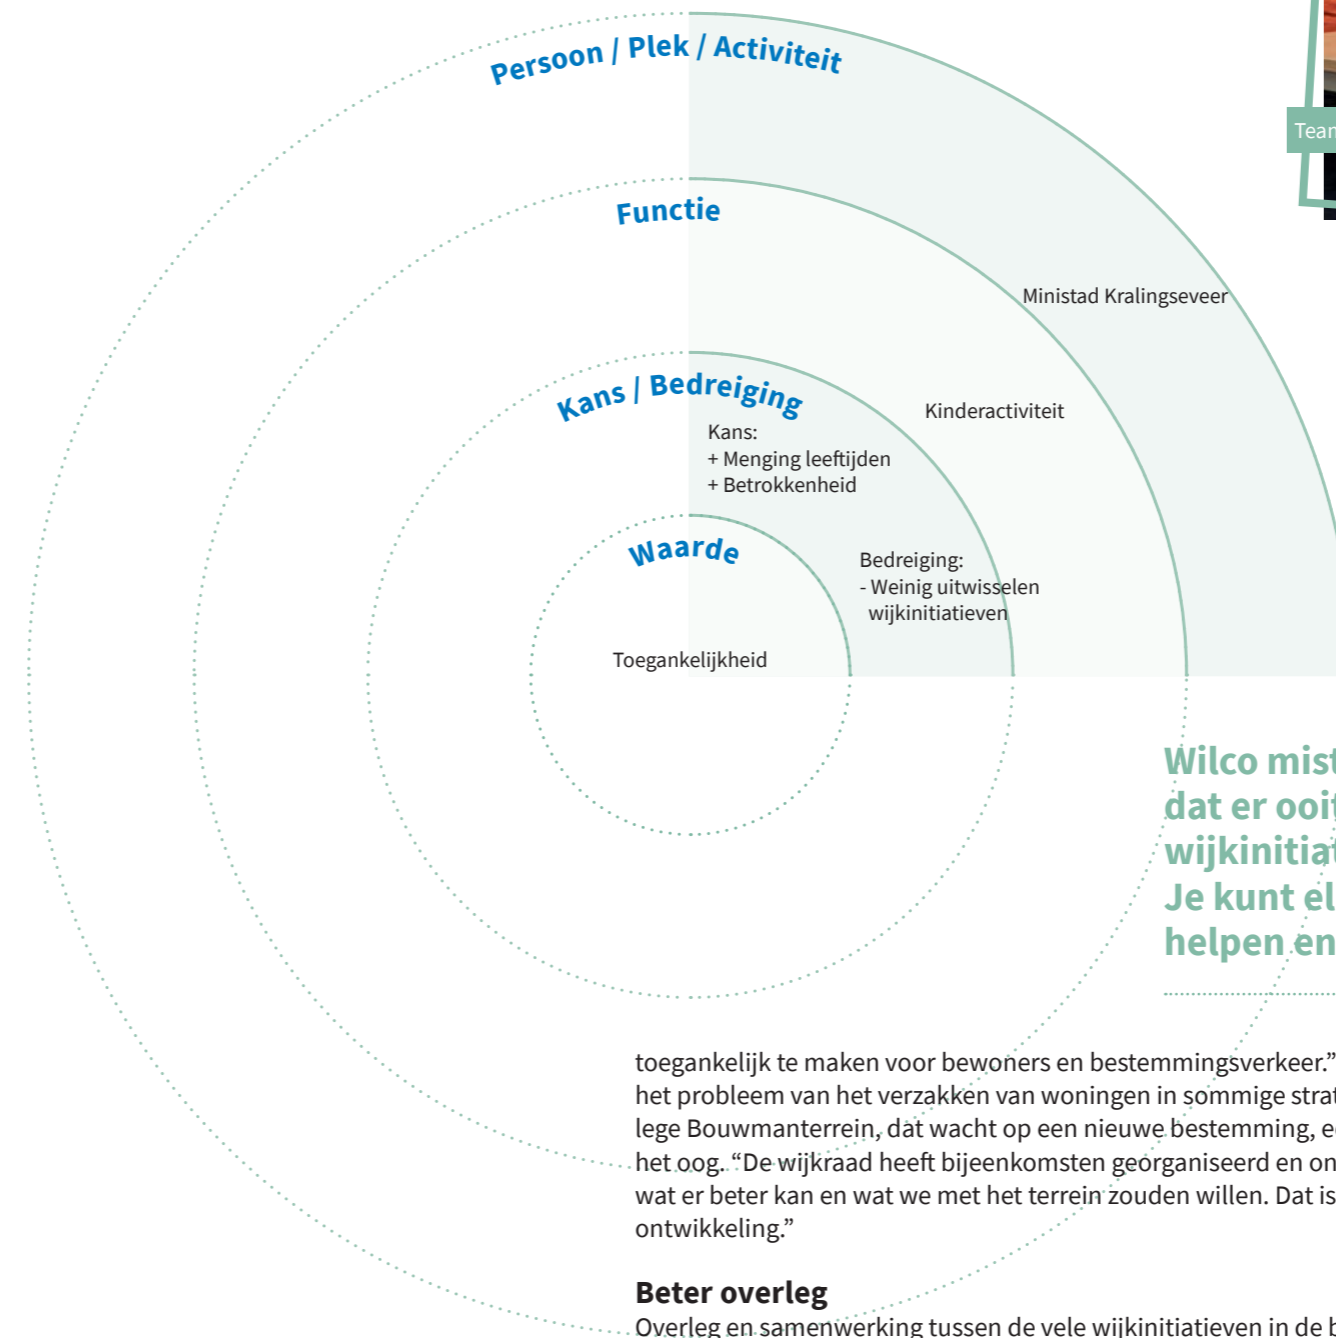 Persoon / Plek / Activiteit
Functie
Ministad Kralingseveer
Kans / Bedreiging
Kinderactiviteit
Kans:
+ Menging leeftijden
+ Betrokkenheid
Waarde
Bedreiging:
- Weinig uitwisselen
wijkinitiatieven
Toegankelijkheid
Wilco mist
dat er ooit
Je kunt el
helpen en
toegankelijk te maken voor bewoners en bestemmingsverkeer.”
het probleem van het verzakken van woningen in sommige
lege Bouwmanterrein, dat wacht op een nieuwe bestemming,
het oog. “De wijkraad heeft bijeenkomsten georganiseerd en
wat er beter kan en wat we met het terrein zouden willen. Dat is
ontwikkeling.”
Beter overleg
Overleg en samenwerking tussen de vele wijkinitiatieven in de